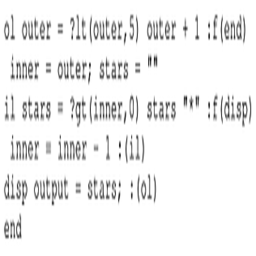 ol outer = ?lt(outer,5) outer + 1 :f(end)
inner = outer; stars = ""
il stars = ?gt(inner,0) stars "*" :f(disp)
inner = inner - 1 :(il)
disp output = stars; :(ol)
end